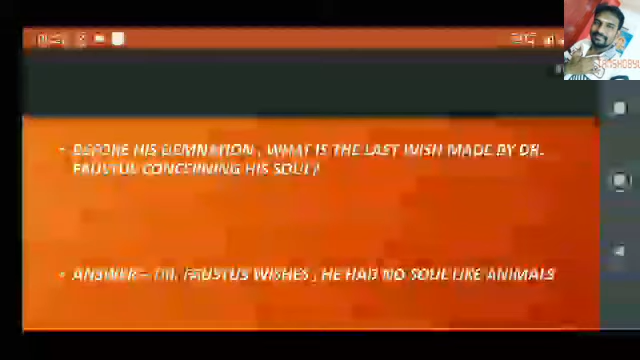 BEFORE HIS DEMNATION , WHAT IS THE LAST WISH MADE BY DR.
FAUSTUS CONCERNING HIS SOUL?
ANSWER – DR. FAUSTUS WISHES , HE HAD NO SOUL LIKE ANIMALS